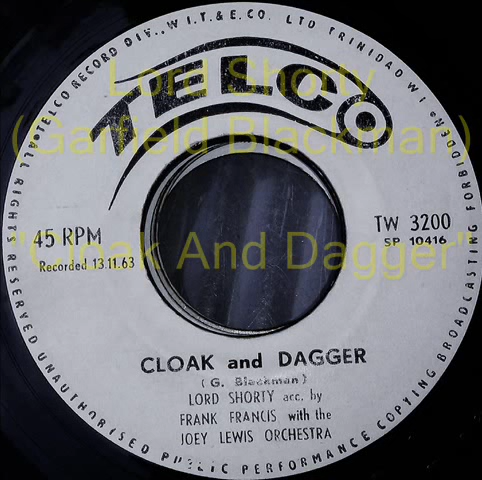 TELCO RECORD DIV., W.I.T.& E.CO. LTD TRINIDAD W.I.
TELCO
Lord Shorty
(Garfield Blackman)
45 RPM
TW 3200
SP 10416
"Cloak And Dagger"
Recorded 13.11.63
CLOAK and DAGGER
(G. Blackman)
LORD SHORTY acc. by
FRANK FRANCIS with the
JOEY LEWIS ORCHESTRA
ALL RIGHTS RESERVED UNAUTHORISED PUBLIC PERFORMANCE COPYING BROADCASTING FORBIDDEN